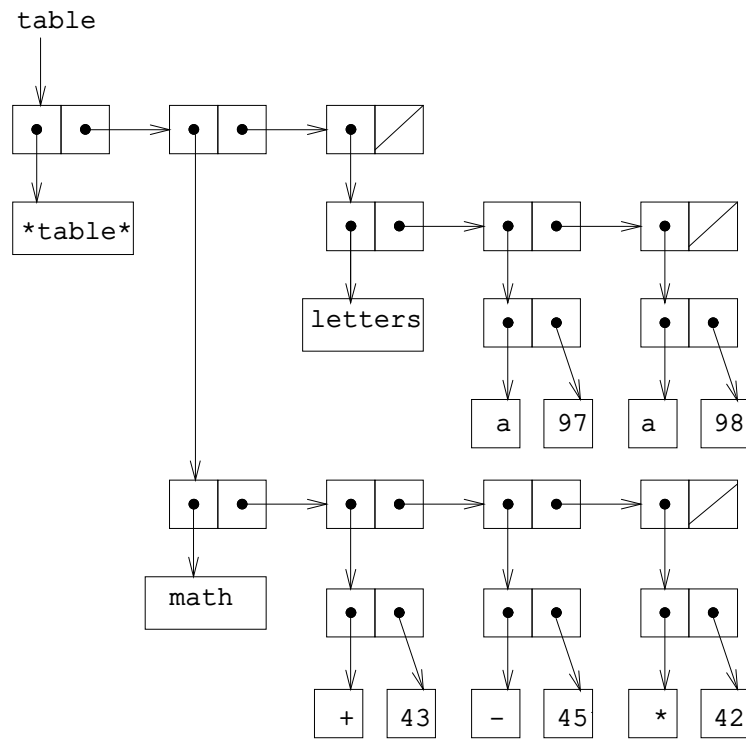 table
*table*
letters
a 97 a 98
math
+ 43 - 45 * 42